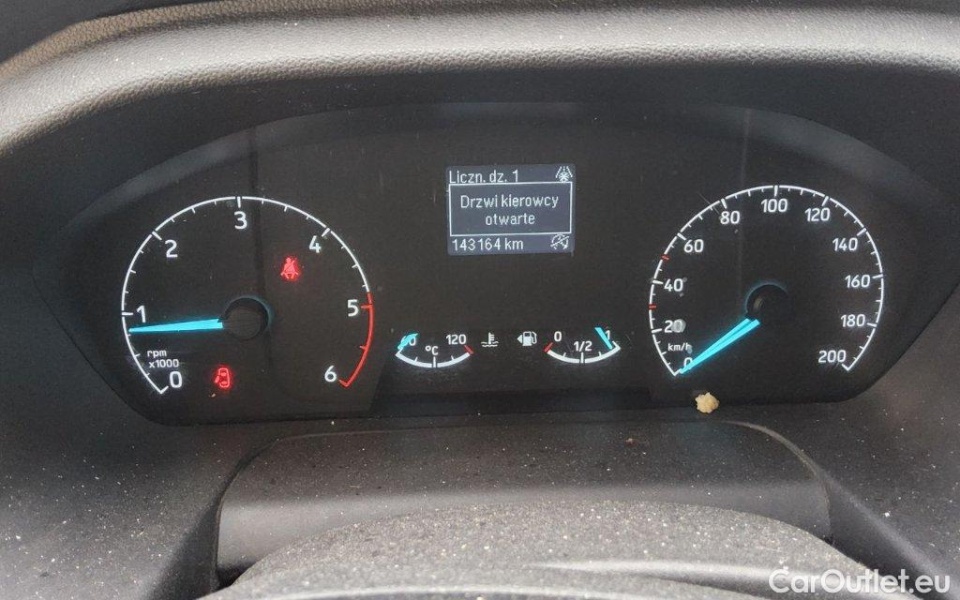 Liczn. dz. 1
Drzwi kierowcy
otwarte
143164 km
0 1 2 3 4 5 6
rpm
x1000
120
°C
0 1/2 1
0 20 40 60 80 100 120 140 160 180 200
km/h
CarOutlet.eu